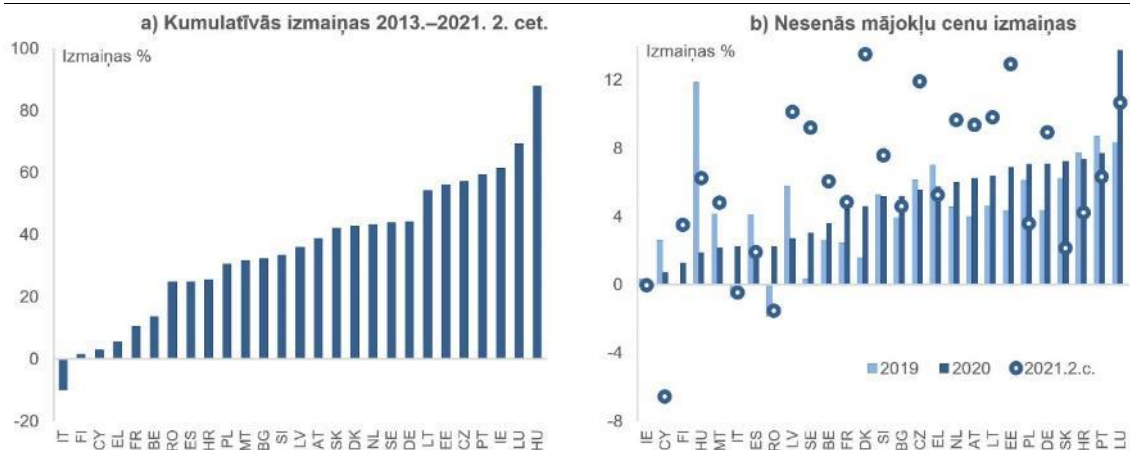 a) Kumulatīvās izmaiņas 2013.–2021. 2. cet.
Izmaiņas %
100
80
60
40
20
0
-20
IT FI CY EL FR BE RO ES HR PL MT BG SI LV AT SK DK NL SE DE LT EE CZ PT IE LU HU
b) Nesenās mājokļu cenu izmaiņas
Izmaiņas %
12
8
4
0
-4
-8
2019 2020 2021.2.c.
IE CY FI HU MT IT ES RO LV SE BE FR DK SI BG CZ EL NL AT LT EE PL DE SK HR PT LU